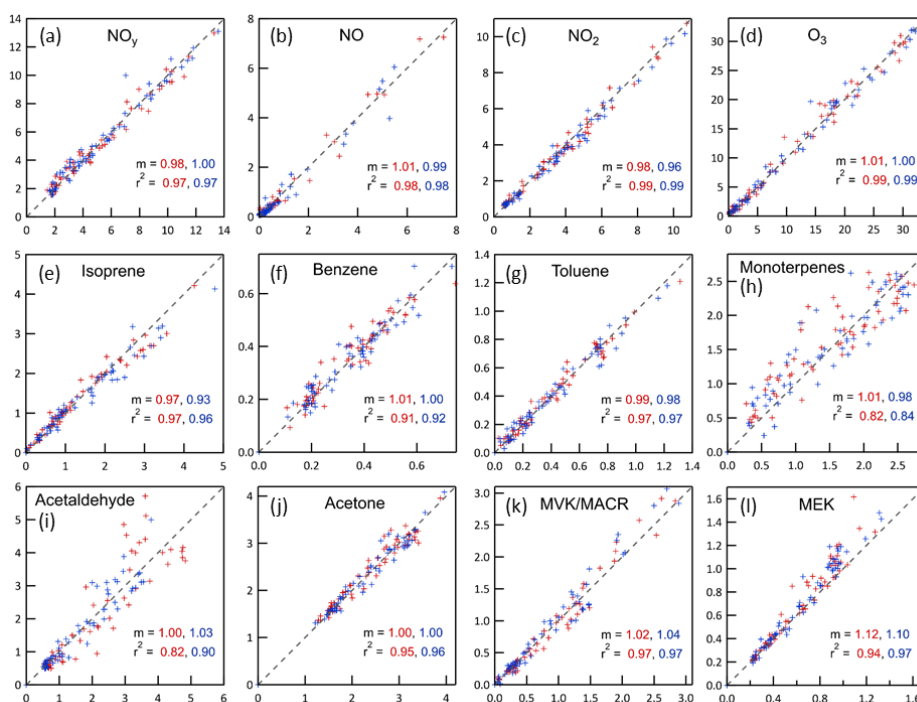 (a) NOy
14
12
10
8
6
4
2
0
m = 0.98, 1.00
r2 = 0.97, 0.97
0 2 4 6 8 10 12 14
(b) NO
8
6
4
2
0
m = 1.01, 0.99
r2 = 0.98, 0.98
0 2 4 6 8
(c) NO2
10
8
6
4
2
0
m = 0.98, 0.96
r2 = 0.99, 0.99
0 2 4 6 8 10
(d) O3
30
25
20
15
10
5
0
m = 1.01, 1.00
r2 = 0.99, 0.99
0 5 10 15 20 25 30
(e) Isoprene
5
4
3
2
1
0
m = 0.97, 0.93
r2 = 0.97, 0.96
0 1 2 3 4 5
(f) Benzene
0.6
0.4
0.2
0.0
m = 1.01, 1.00
r2 = 0.91, 0.92
0.0 0.2 0.4 0.6
(g) Toluene
1.4
1.2
1.0
0.8
0.6
0.4
0.2
0.0
m = 0.99, 0.98
r2 = 0.97, 0.97
0.0 0.2 0.4 0.6 0.8 1.0 1.2 1.4
Monoterpenes
(h)
2.5
2.0
1.5
1.0
0.5
0.0
m = 1.01, 0.98
r2 = 0.82, 0.84
0.0 0.5 1.0 1.5 2.0 2.5
Acetaldehyde
(i)
6
5
4
3
2
1
0
m = 1.00, 1.03
r2 = 0.82, 0.90
0 1 2 3 4 5 6
(j) Acetone
4
3
2
1
0
m = 1.00, 1.00
r2 = 0.95, 0.96
0 1 2 3 4
(k) MVK/MACR
3.0
2.5
2.0
1.5
1.0
0.5
0.0
m = 1.02, 1.04
r2 = 0.97, 0.97
0.0 0.5 1.0 1.5 2.0 2.5 3.0
(l) MEK
1.6
1.4
1.2
1.0
0.8
0.6
0.4
0.2
0.0
m = 1.12, 1.10
r2 = 0.94, 0.97
0.0 0.4 0.8 1.2 1.6